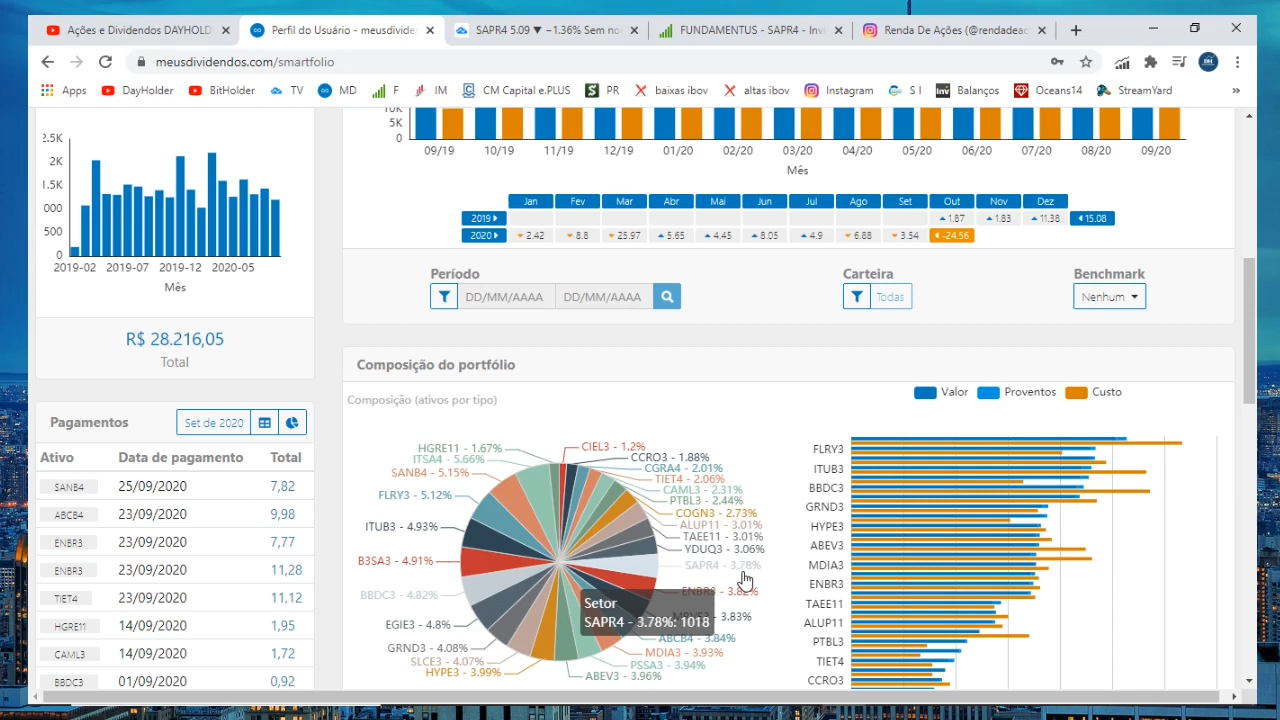 Ações e Dividendos DAYHOLD
Perfil do Usuário - meusdivide
SAPR4 5.09 ▼ −1.36% Sem no
FUNDAMENTUS - SAPR4 - Inv
Renda De Ações (@rendadeac
meusdividendos.com/smartfolio
DH
Apps
DayHolder
BitHolder
TV
MD
F
IM
CM Capital e.PLUS
PR
baixas ibov
altas ibov
Instagram
S I
Balanços
Oceans14
StreamYard
»
2.5K
2K
1.5K
000
500
0
2019-02 2019-07 2019-12 2020-05
Mês
R$ 28.216,05
Total
10K
5K
0
09/19 10/19 11/19 12/19 01/20 02/20 03/20 04/20 05/20 06/20 07/20 08/20 09/20
Mês
Jan Fev Mar Abr Mai Jun Jul Ago Set Out Nov Dez
2019 1.87 1.83 11.38 15.08
2020 2.42 8.8 25.97 5.65 4.45 8.05 4.9 6.88 3.54 -24.56
Período
DD/MM/AAAA DD/MM/AAAA
Carteira
Todas
Benchmark
Nenhum
Pagamentos
Set de 2020
Ativo Data de pagamento Total
SANB4 25/09/2020 7,82
ABCB4 23/09/2020 9,98
ENBR3 23/09/2020 7,77
ENBR3 23/09/2020 11,28
TIET4 23/09/2020 11,12
HGRE11 14/09/2020 1,95
CAML3 14/09/2020 1,72
BBDC3 01/09/2020 0,92
Composição do portfólio
Composição (ativos por tipo)
HGRE11 - 1.67%
ITSA4 - 5.66%
SANB4 - 5.15%
FLRY3 - 5.12%
ITUB3 - 4.93%
B3SA3 - 4.91%
BBDC3 - 4.82%
EGIE3 - 4.8%
GRND3 - 4.08%
SLCE3 - 4.07%
HYPE3 - 3.99%
CIEL3 - 1.2%
CCRO3 - 1.88%
CGRA4 - 2.01%
TIET4 - 2.06%
CAML3 - 2.31%
PTBL3 - 2.44%
COGN3 - 2.73%
ALUP11 - 3.01%
TAEE11 - 3.01%
YDUQ3 - 3.06%
SAPR4 - 3.78%
ENBR3 - 3.82%
3.83%
ABCB4 - 3.84%
MDIA3 - 3.93%
PSSA3 - 3.94%
ABEV3 - 3.96%
Setor
SAPR4 - 3.78%: 1018
Valor Proventos Custo
FLRY3
ITUB3
BBDC3
GRND3
HYPE3
ABEV3
MDIA3
ENBR3
TAEE11
ALUP11
PTBL3
TIET4
CCRO3